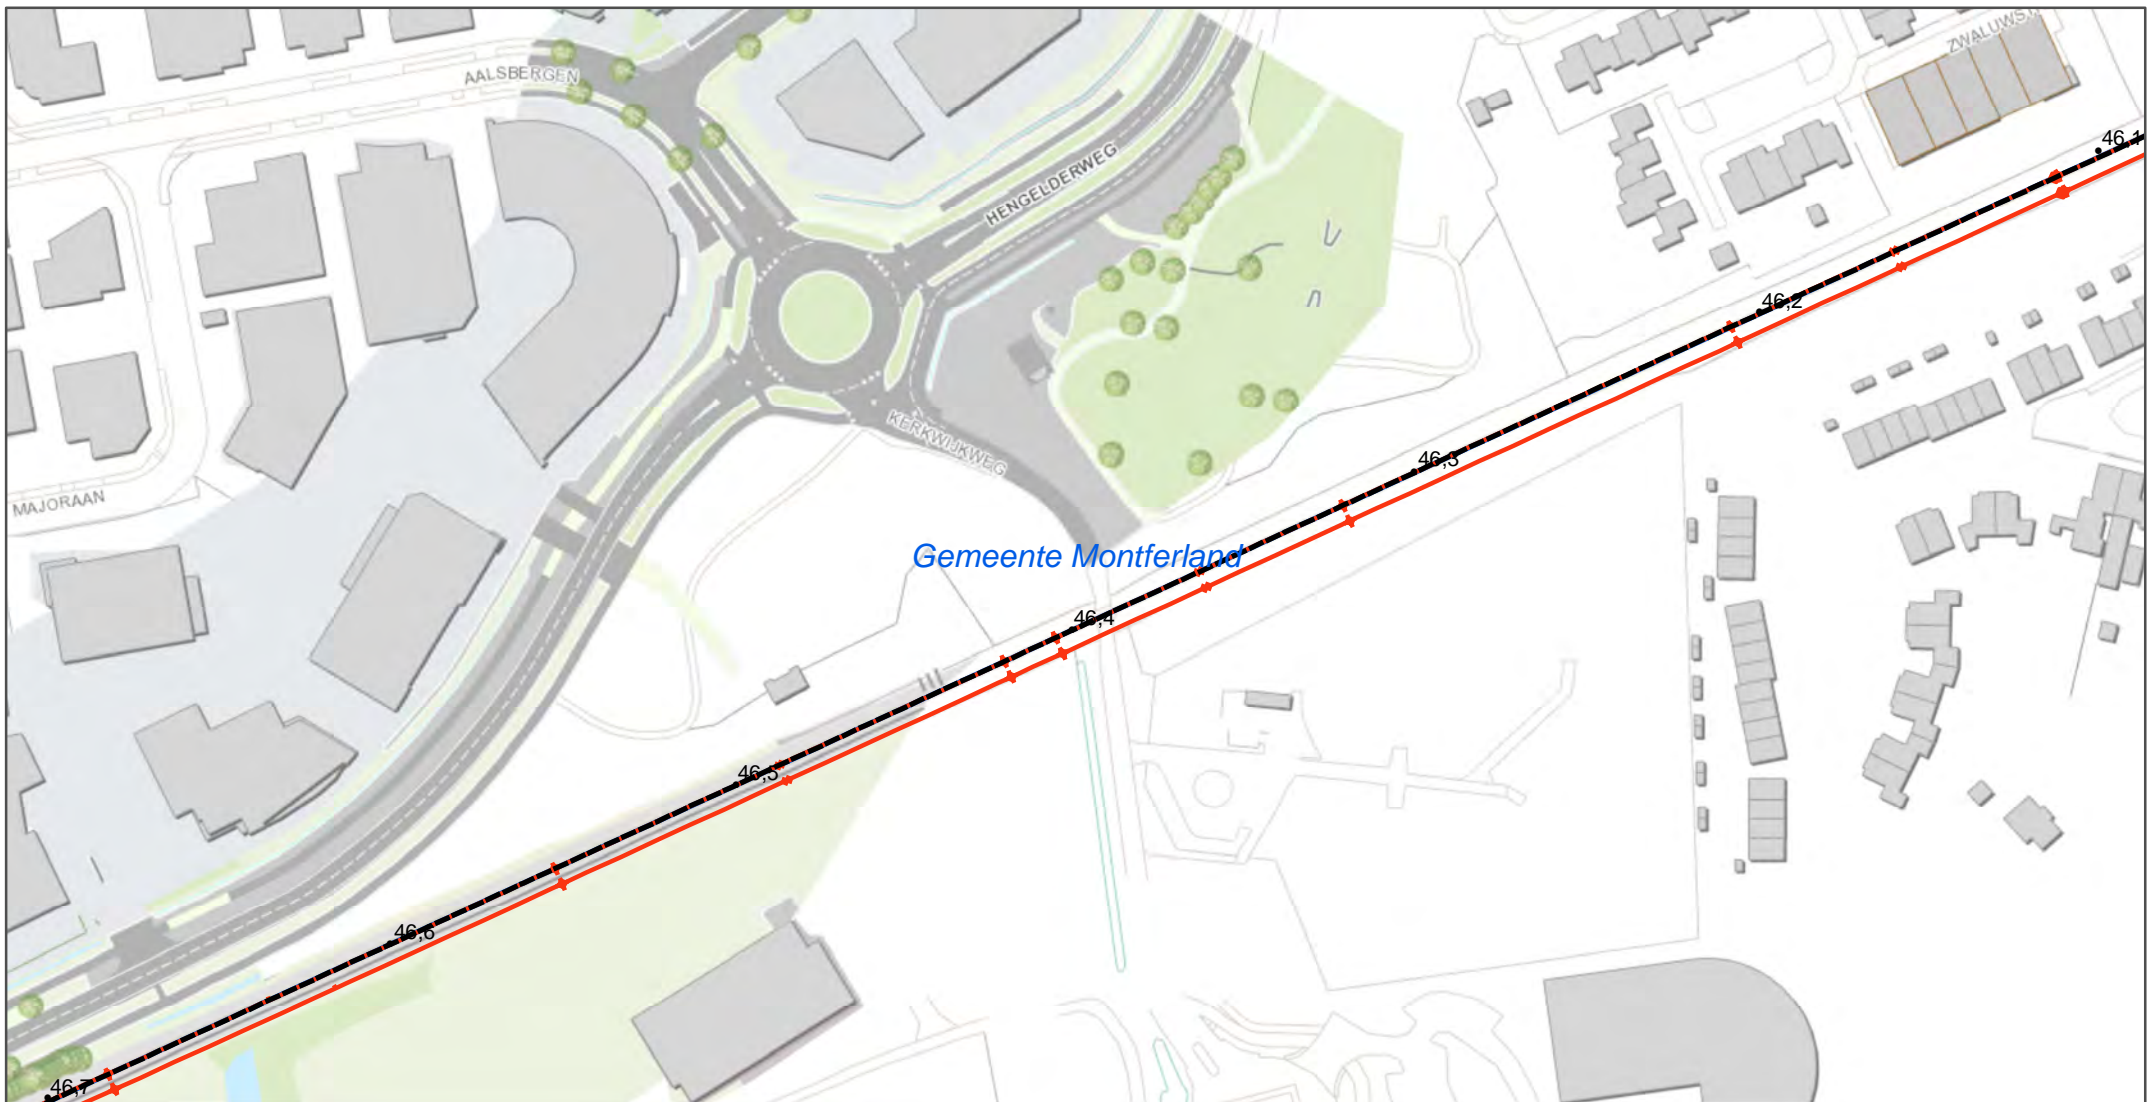 ZWALUWST
AALSBERGEN
46,1
HENGELDERWEG
46,2
KERKWIJKWEG
46,3
MAJORAAN
Gemeente Montferland
46,4
46,5
46,6
46,7